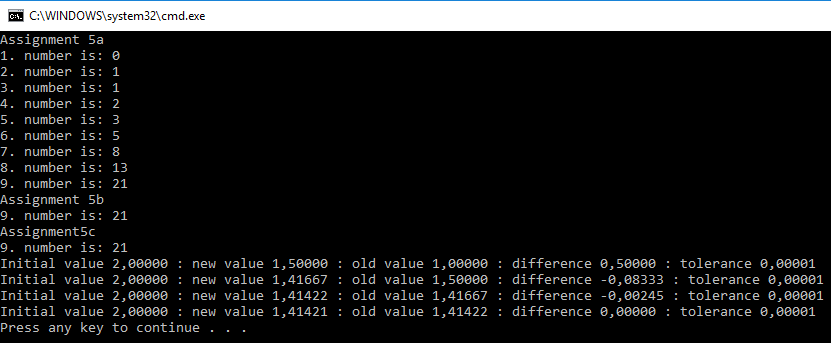 C:\WINDOWS\system32\cmd.exe
Assignment 5a
1. number is: 0
2. number is: 1
3. number is: 1
4. number is: 2
5. number is: 3
6. number is: 5
7. number is: 8
8. number is: 13
9. number is: 21
Assignment 5b
9. number is: 21
Assignment5c
9. number is: 21
Initial value 2,00000 : new value 1,50000 : old value 1,00000 : difference 0,50000 : tolerance 0,00001
Initial value 2,00000 : new value 1,41667 : old value 1,50000 : difference -0,08333 : tolerance 0,00001
Initial value 2,00000 : new value 1,41422 : old value 1,41667 : difference -0,00245 : tolerance 0,00001
Initial value 2,00000 : new value 1,41421 : old value 1,41422 : difference 0,00000 : tolerance 0,00001
Press any key to continue . . .